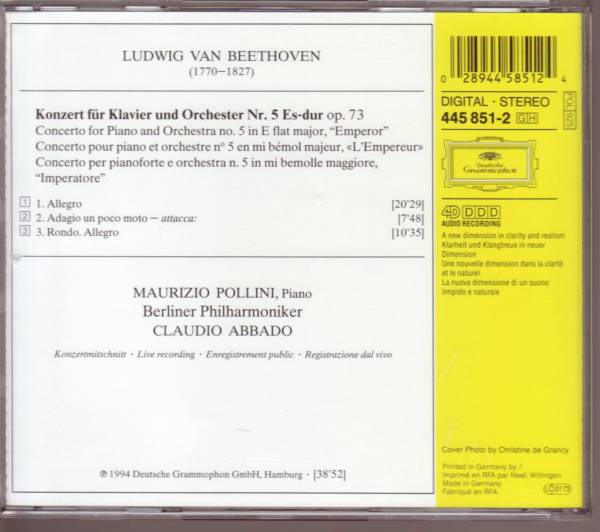 LUDWIG VAN BEETHOVEN
(1770–1827)
Konzert für Klavier und Orchester Nr. 5 Es-dur op. 73
Concerto for Piano and Orchestra no. 5 in E flat major, “Emperor”
Concerto pour piano et orchestre nº 5 en mi bémol majeur, «L'Empereur»
Concerto per pianoforte e orchestra n. 5 in mi bemolle maggiore,
“Imperatore”
1 1. Allegro [20'29]
2 2. Adagio un poco moto – attacca: [7'48]
3 3. Rondo. Allegro [10'35]
MAURIZIO POLLINI, Piano
Berliner Philharmoniker
CLAUDIO ABBADO
Konzertmitschnitt · Live recording · Enregistrement public · Registrazione dal vivo
℗ 1994 Deutsche Grammophon GmbH, Hamburg · [38'52]
0 28944 58512 4
DIGITAL · STEREO
445 851-2 GH
POL 925
Deutsche
Grammophon
4D DDD
AUDIO RECORDING
A new dimension in clarity and realism
Klarheit und Klangtreue in neuer
Dimension
Une nouvelle dimension dans la clarté
et le naturel
La nuova dimensione di un suono
limpido e naturale
Cover Photo by Christine de Grancy
Printed in Germany by /
Imprimé en RFA par Neef, Wittingen
Made in Germany
Fabriqué en RFA
LC 0173